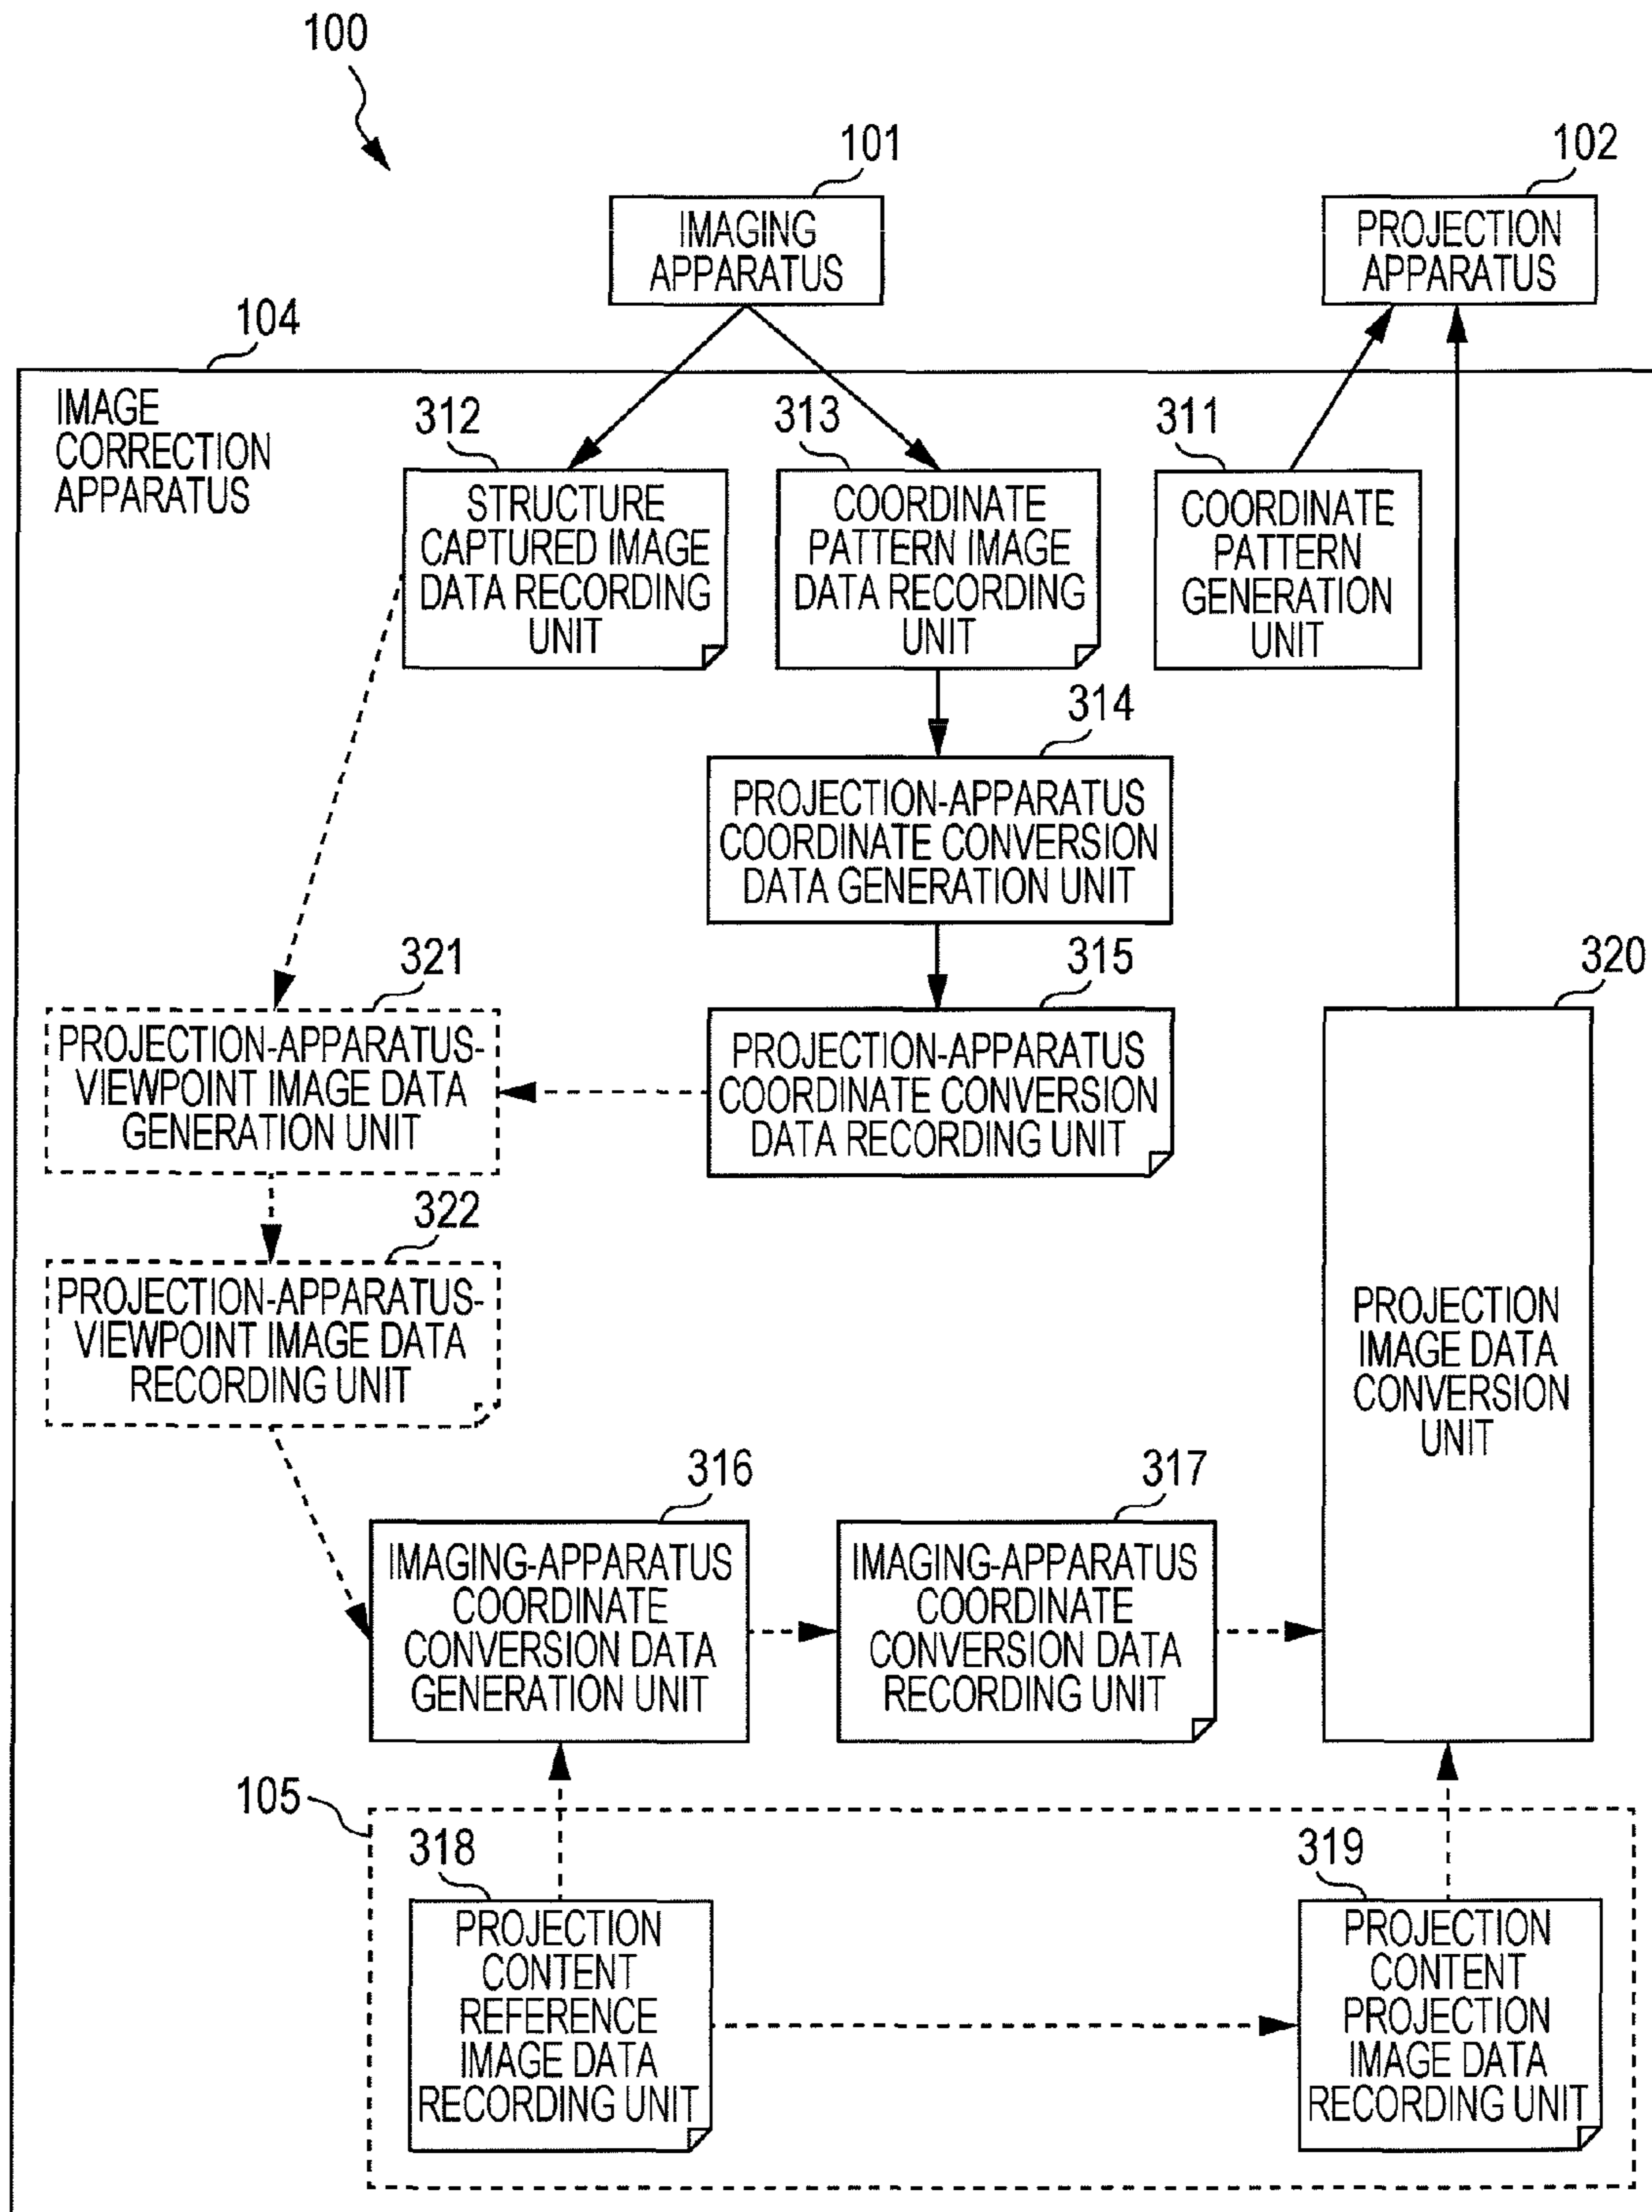 100
101
IMAGING
APPARATUS
102
PROJECTION
APPARATUS
104
IMAGE
CORRECTION
APPARATUS
312
STRUCTURE
CAPTURED IMAGE
DATA RECORDING
UNIT
313
COORDINATE
PATTERN IMAGE
DATA RECORDING
UNIT
311
COORDINATE
PATTERN
GENERATION
UNIT
314
PROJECTION-APPARATUS
COORDINATE CONVERSION
DATA GENERATION UNIT
321
PROJECTION-APPARATUS-
VIEWPOINT IMAGE DATA
GENERATION UNIT
315
PROJECTION-APPARATUS
COORDINATE CONVERSION
DATA RECORDING UNIT
320
PROJECTION
IMAGE DATA
CONVERSION
UNIT
322
PROJECTION-APPARATUS-
VIEWPOINT IMAGE DATA
RECORDING UNIT
316
IMAGING-APPARATUS
COORDINATE
CONVERSION DATA
GENERATION UNIT
317
IMAGING-APPARATUS
COORDINATE
CONVERSION DATA
RECORDING UNIT
105
318
PROJECTION
CONTENT
REFERENCE
IMAGE DATA
RECORDING UNIT
319
PROJECTION
CONTENT
PROJECTION
IMAGE DATA
RECORDING UNIT